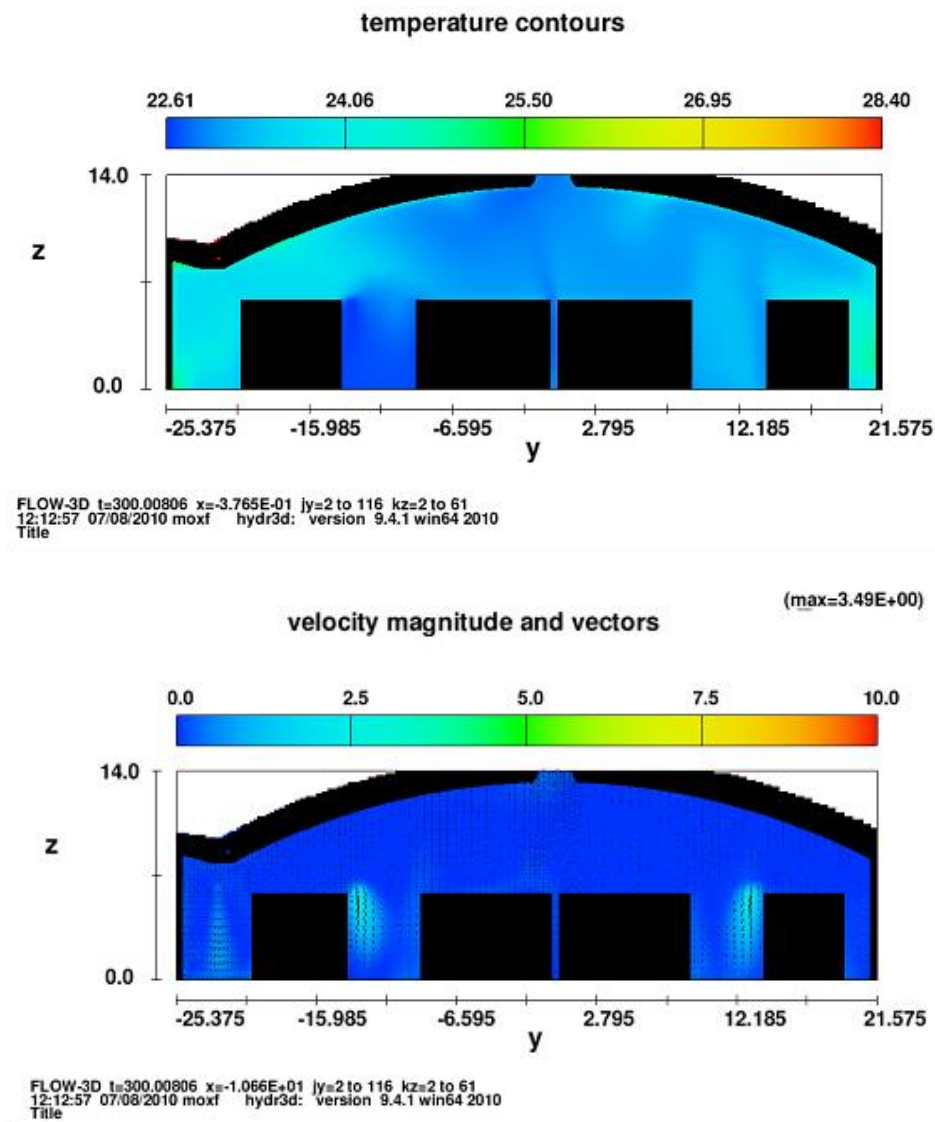 temperature contours
22.61 24.06 25.50 26.95 28.40
14.0
z
0.0
-25.375 -15.985 -6.595 2.795 12.185 21.575
y
FLOW-3D t=300.00806 x=-3.765E-01 jy=2 to 116 kz=2 to 61
12:12:57 07/08/2010 moxf hydr3d: version 9.4.1 win64 2010
Title
(max=3.49E+00)
velocity magnitude and vectors
0.0 2.5 5.0 7.5 10.0
14.0
z
0.0
-25.375 -15.985 -6.595 2.795 12.185 21.575
y
FLOW-3D t=300.00806 x=-1.066E+01 jy=2 to 116 kz=2 to 61
12:12:57 07/08/2010 moxf hydr3d: version 9.4.1 win64 2010
Title